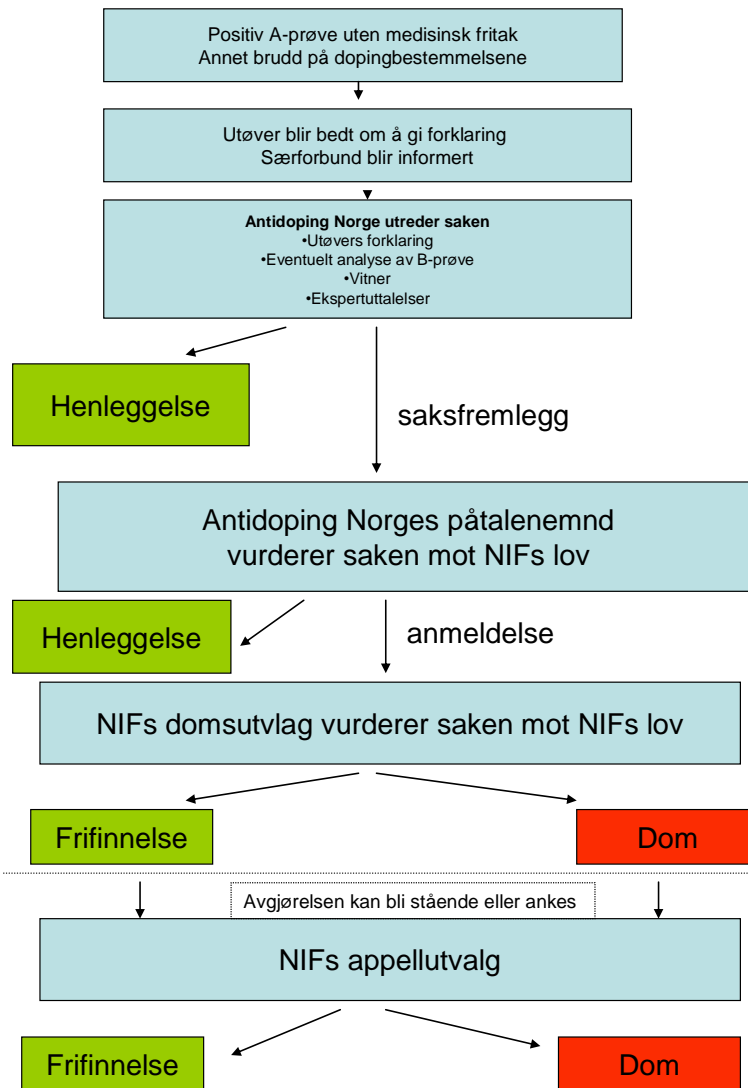 Positiv A-prøve uten medisinsk fritak
Annet brudd på dopingbestemmelsene
Utøver blir bedt om å gi forklaring
Særforbund blir informert
Antidoping Norge utreder saken
•Utøvers forklaring
•Eventuelt analyse av B-prøve
•Vitner
•Ekspertuttalelser
Henleggelse
saksfremlegg
Antidoping Norges påtalenemnd
vurderer saken mot NIFs lov
Henleggelse
anmeldelse
NIFs domsutvlag vurderer saken mot NIFs lov
Frifinnelse
Dom
Avgjørelsen kan bli stående eller ankes
NIFs appellutvalg
Frifinnelse
Dom